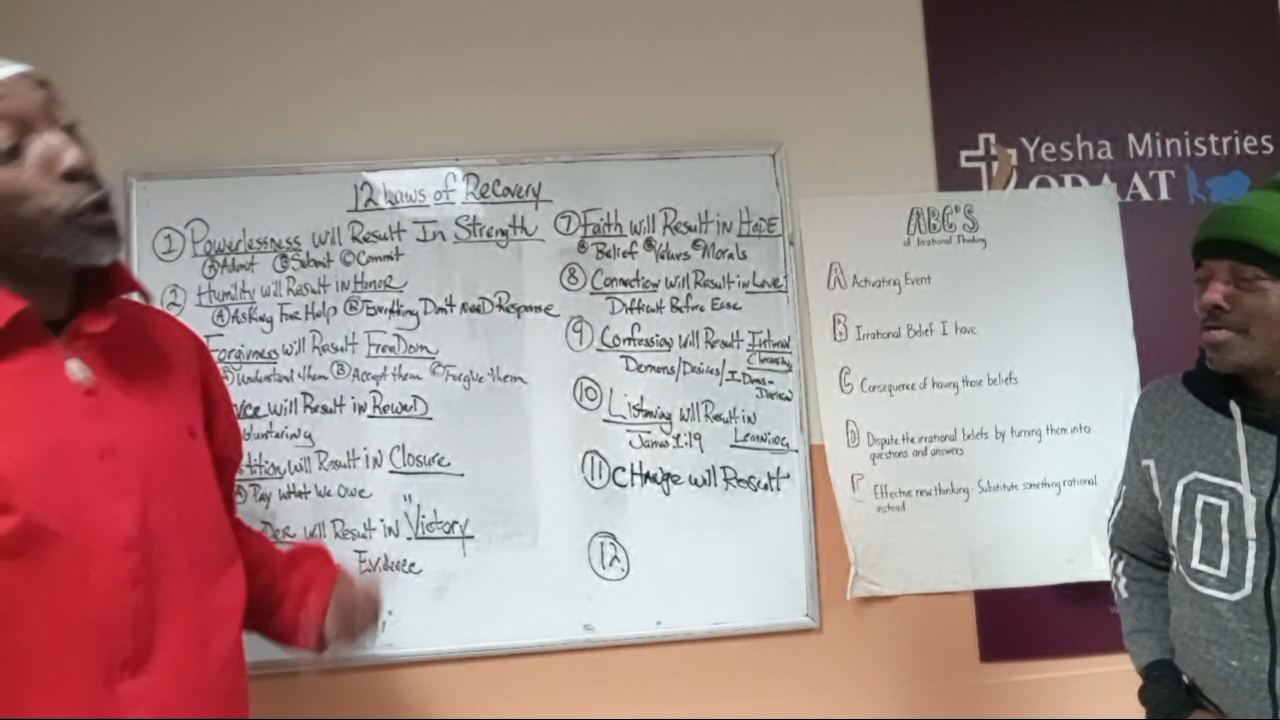 12 Laws of Recovery
① Powerlessness will Result In Strength
Ⓐ Admit Ⓑ Submit Ⓒ Commit
② Humility will Result in Honor
Ⓐ Asking For Help Ⓑ Everything Don't need Response
Forgivness will Result Freedom
Understand them Ⓑ Accept them Ⓒ Forgive them
will Result in Reward
will Result in Closure
Pay what we owe
Der will Result in "Victory
Evidence
⑦ Faith will Result in Hope
Belief Values Morals
⑧ Connection will Result in Love
Difficult Before Ease
⑨ Confession will Result Internal
Cleansing
Demons/Desires/
⑩ Listening will Result in
James 1:19 Learning
⑪ Change will Result
⑫
ABC'S
of Irrational Thinking
A Activating Event
B Irrational Belief I have
C Consequence of having those beliefs
D Dispute the irrational beliefs by turning them into
questions and answers
Effective new thinking - Substitute something rational
instead
Yesha Ministries
ODAAT